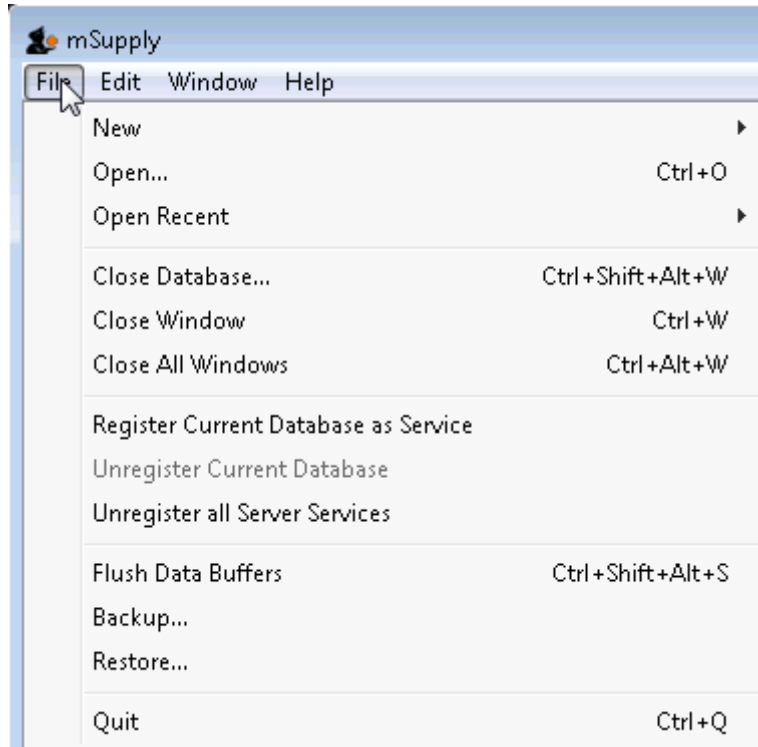 mSupply
File Edit Window Help
New
Open... Ctrl+O
Open Recent
Close Database... Ctrl+Shift+Alt+W
Close Window Ctrl+W
Close All Windows Ctrl+Alt+W
Register Current Database as Service
Unregister Current Database
Unregister all Server Services
Flush Data Buffers Ctrl+Shift+Alt+S
Backup...
Restore...
Quit Ctrl+Q